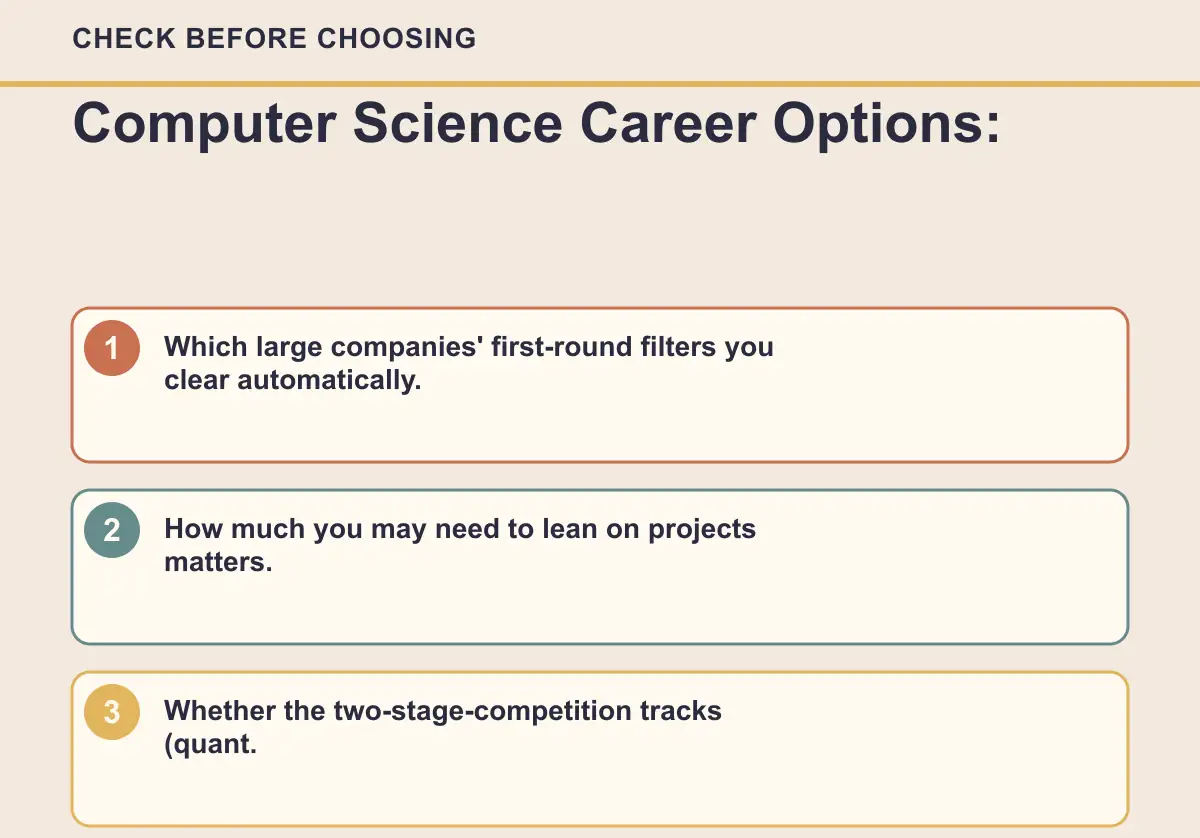 CHECK BEFORE CHOOSING
Computer Science Career Options:
1
Which large companies' first-round filters you
clear automatically.
2
How much you may need to lean on projects
matters.
3
Whether the two-stage-competition tracks
(quant.